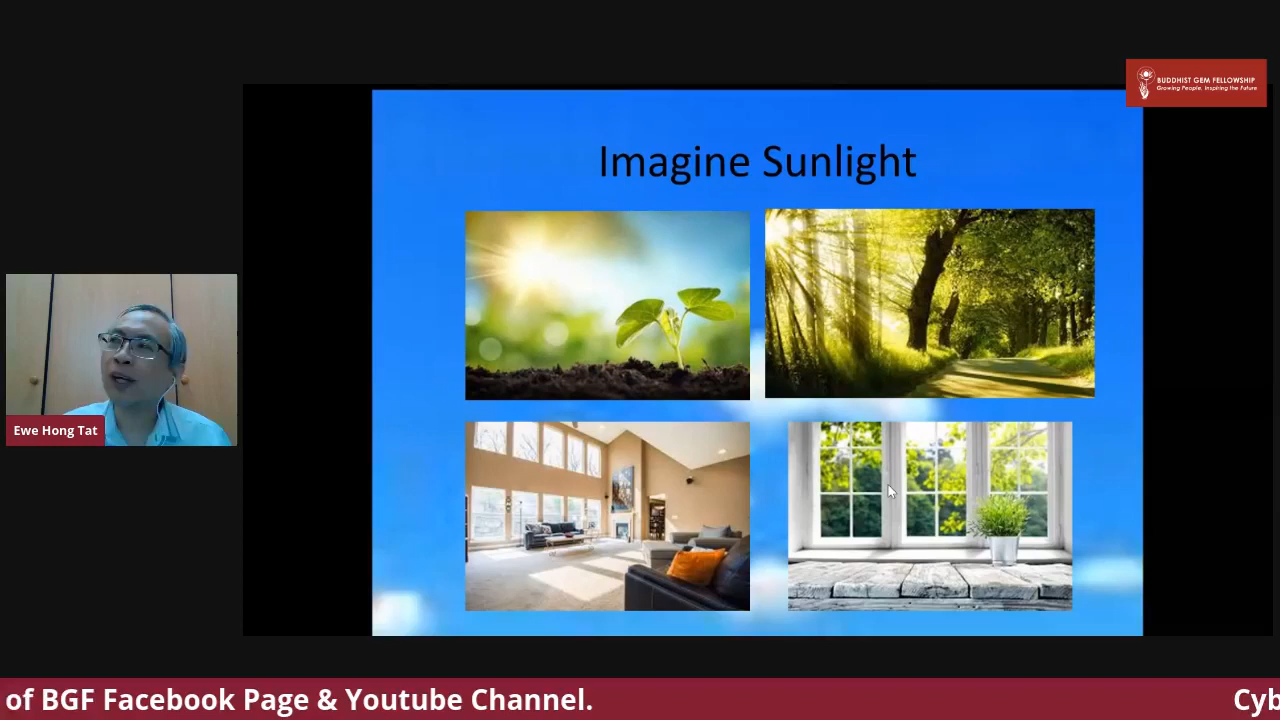 BUDDHIST GEM FELLOWSHIP
Growing People, Inspiring the Future
Imagine Sunlight
Ewe Hong Tat
of BGF Facebook Page & Youtube Channel.
Cyb